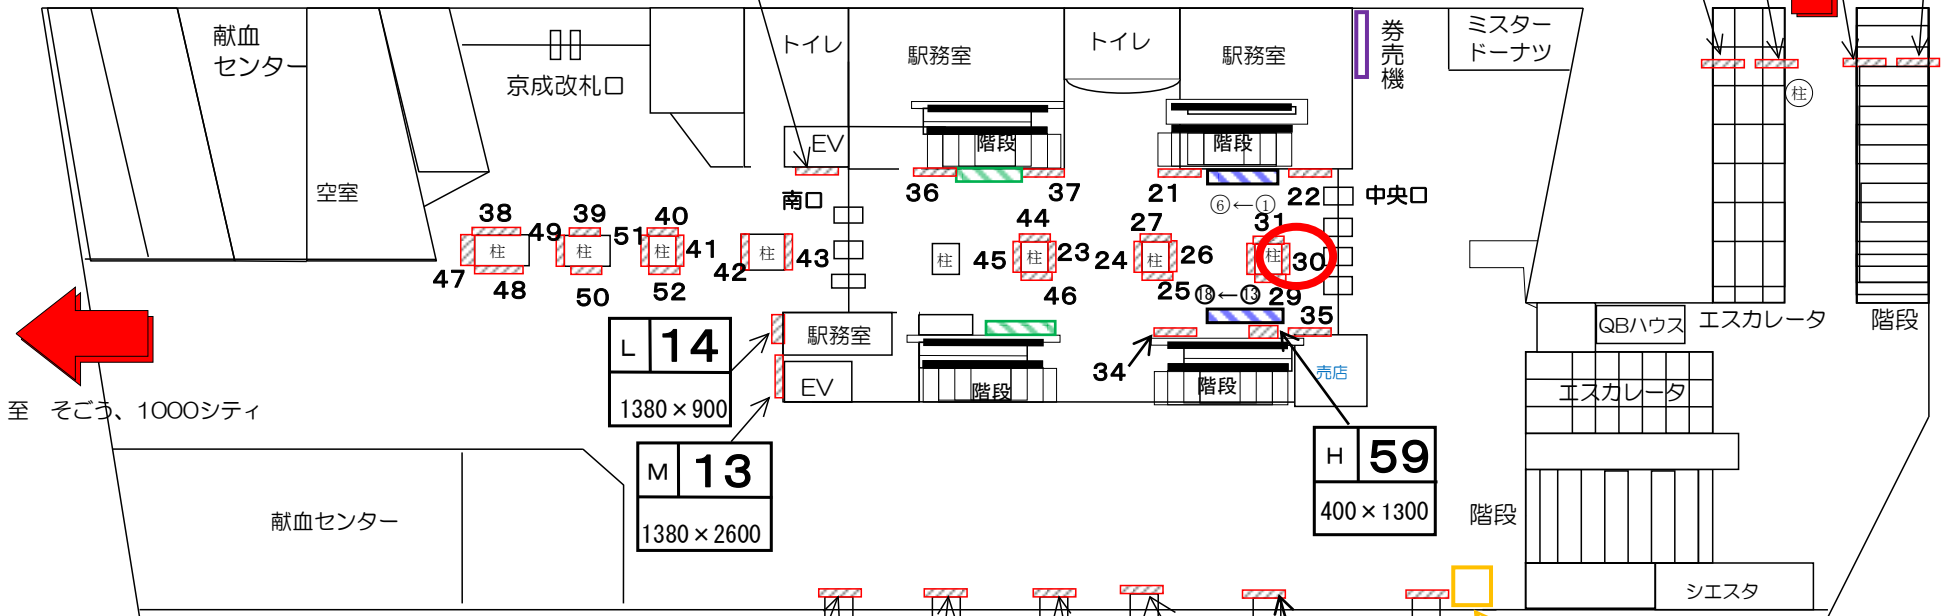 献血
センター
京成改札口
トイレ
駅務室
トイレ
駅務室
券売機
ミスター
ドーナツ
柱
EV
階段
階段
空室
南口
36
37
21
22
中央口
⑥←①
38
39
40
44
27
31
49
51
柱
柱
柱
41
柱
43
柱
45
柱
23
24
柱
26
柱
30
47
48
50
52
42
46
25
⑱←⑬
29
35
34
L
14
1380×900
駅務室
EV
階段
階段
売店
QBハウス
エスカレータ
階段
エスカレータ
至 そごう、1000シティ
M
13
1380×2600
H
59
400×1300
献血センター
階段
シエスタ